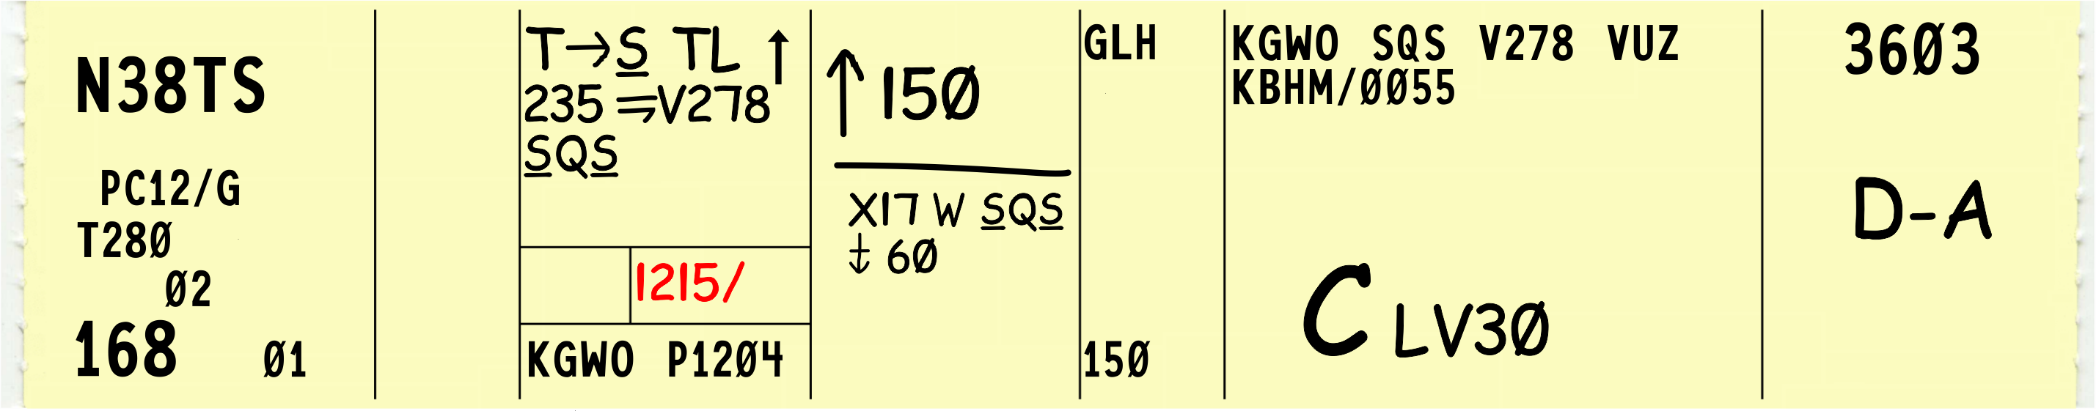 N38TS
PC12/G
T28Ø
Ø2
168 Ø1
T→S TL ↑
235 ⇒V278
SQS
1215/
KGWO P12Ø4
↑ 15Ø
X17 W SQS
↓ 6Ø
GLH
15Ø
KGWO SQS V278 VUZ
KBHM/ØØ55
C LV3Ø
36Ø3
D-A